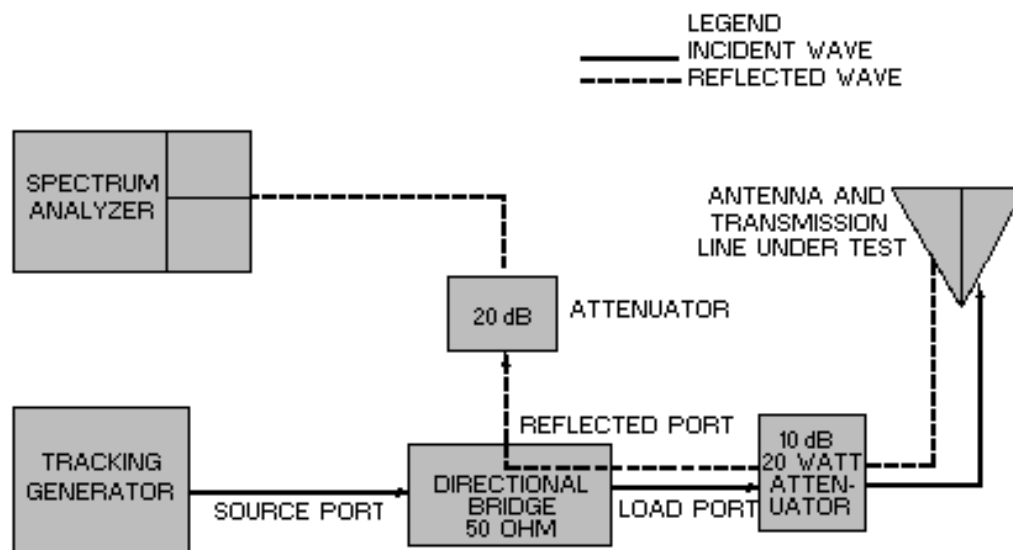 LEGEND
INCIDENT WAVE
REFLECTED WAVE
SPECTRUM
ANALYZER
ANTENNA AND
TRANSMISSION
LINE UNDER TEST
20 dB
ATTENUATOR
REFLECTED PORT
10 dB
20 WATT
ATTEN-
UATOR
TRACKING
GENERATOR
SOURCE PORT
DIRECTIONAL
BRIDGE
50 OHM
LOAD PORT